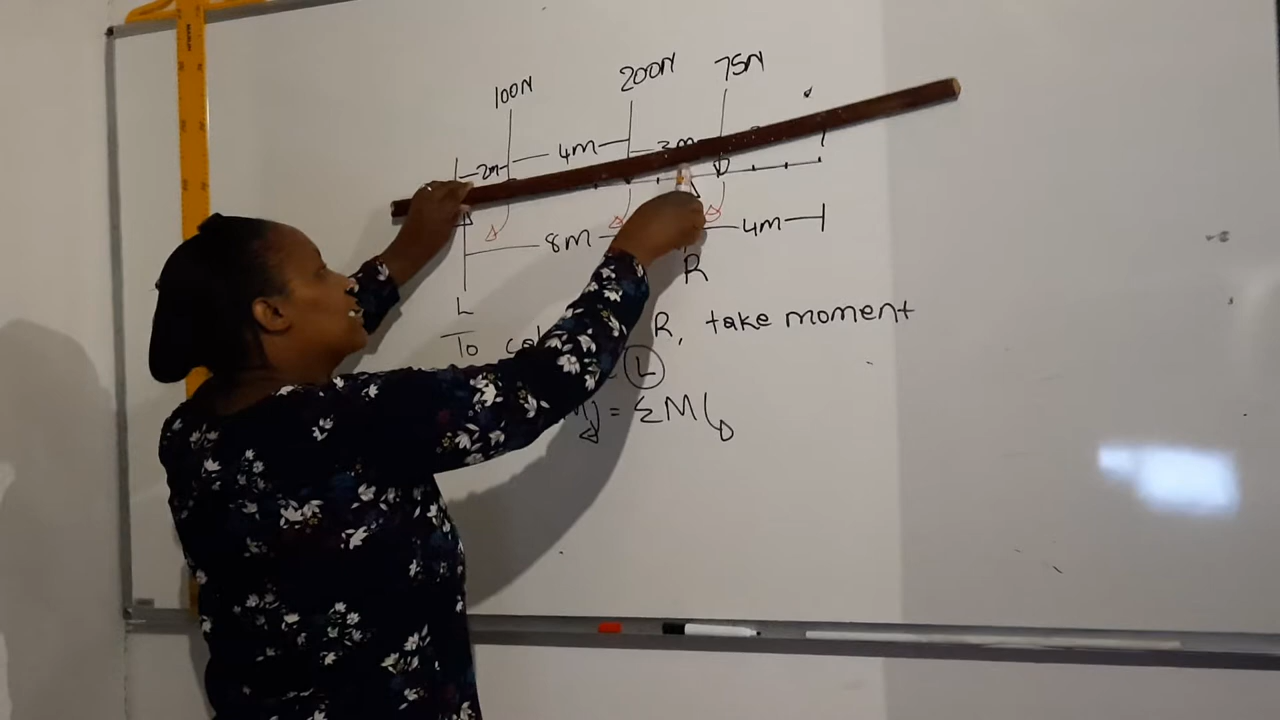 100N 200N 75N
2m 4m 3m
8m 4m
L R
To R, take moment
L
= ΣM